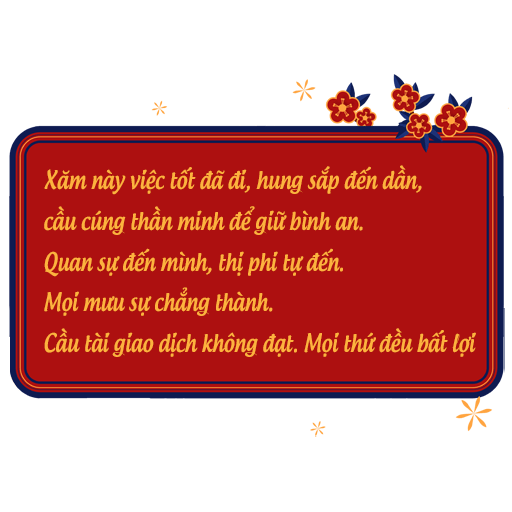 Xăm này việc tốt đã đi, hung sắp đến dần,
cầu cúng thần minh để giữ bình an.
Quan sự đến mình, thị phi tự đến.
Mọi mưu sự chẳng thành.
Cầu tài giao dịch không đạt. Mọi thứ đều bất lợi